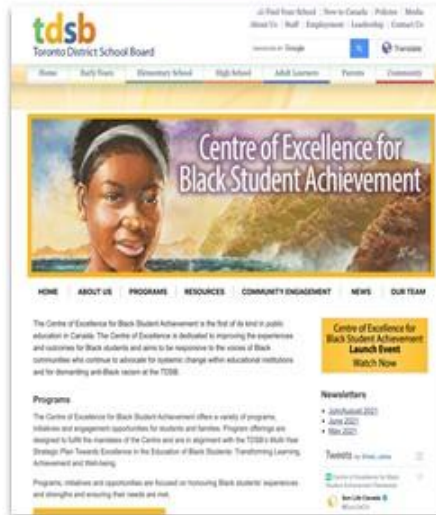 tdsb
Find Your School | New to Canada | Policies | Media
About Us | Staff | Employment | Leadership | Contact Us
Toronto District School Board
Google
Translate
Home Early Years Elementary School High School Adult Learners Parents Community
Centre of Excellence for
Black Student Achievement
HOME ABOUT US PROGRAMS RESOURCES COMMUNITY ENGAGEMENT NEWS OUR TEAM
The Centre of Excellence for Black Student Achievement is the first of its kind in public
education in Canada. The Centre of Excellence is dedicated to improving the experiences
and outcomes for Black students and aims to be responsive to the voices of Black
communities who continue to advocate for systemic change within educational institutions
and for dismantling anti-Black racism at the TDSB.
Centre of Excellence for
Black Student Achievement
Launch Event
Watch Now
Programs
The Centre of Excellence for Black Student Achievement offers a variety of programs,
initiatives and engagement opportunities for students and families. Program offerings are
designed to fulfil the mandates of the Centre and are in alignment with the TDSB's Multi-Year
Strategic Plan Towards Excellence in the Education of Black Students: Transforming Learning,
Achievement and Well-being.
Programs, initiatives and opportunities are focused on honouring Black students' experiences
and strengths and ensuring their needs are met.
Newsletters
July/August 2021
June 2021
May 2021
Tweets
Centre of Excellence for Black
Student Achievement Retweeted
Sun Life Canada